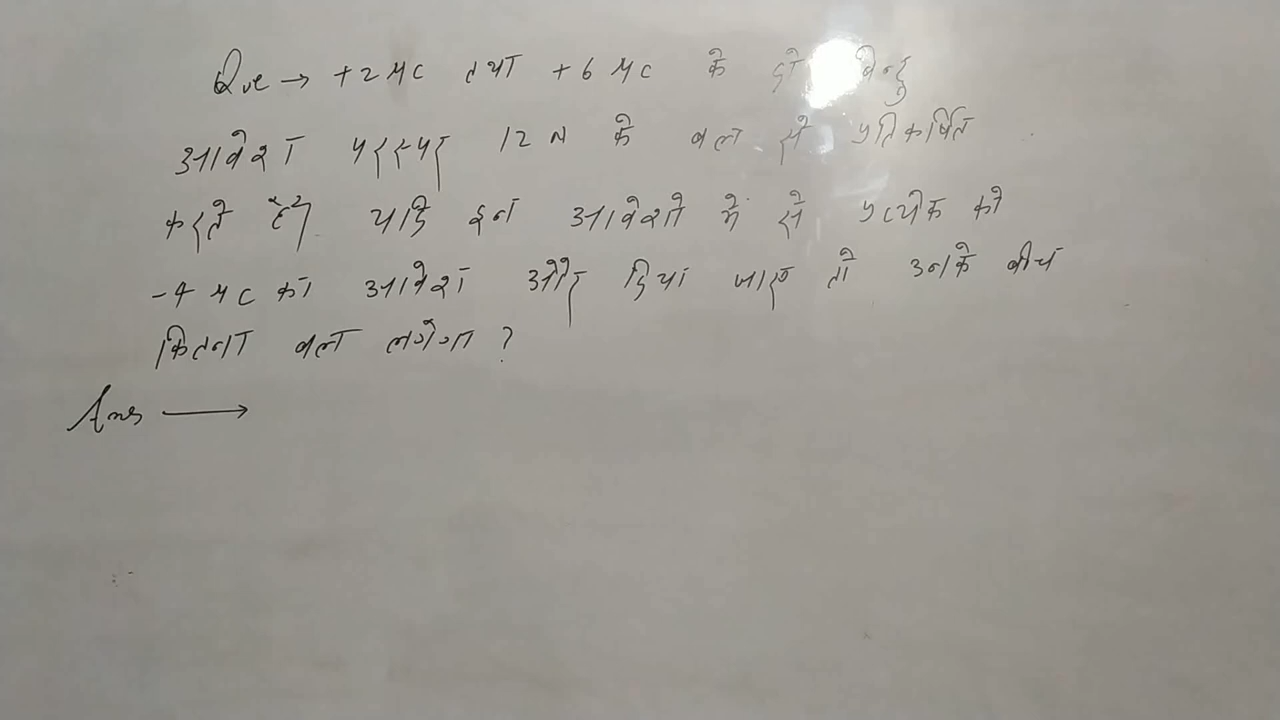 Que → +2 μc तथा +6 μc के दो बिन्दु
आवेश परस्पर 12 N के बल से प्रतिकर्षित
करते है। यदि इन आवेशो मे से प्रत्येक को
-4 μc का आवेश और दिया जाए तो उनके बीच
कितना बल लगेगा ?
Ans →